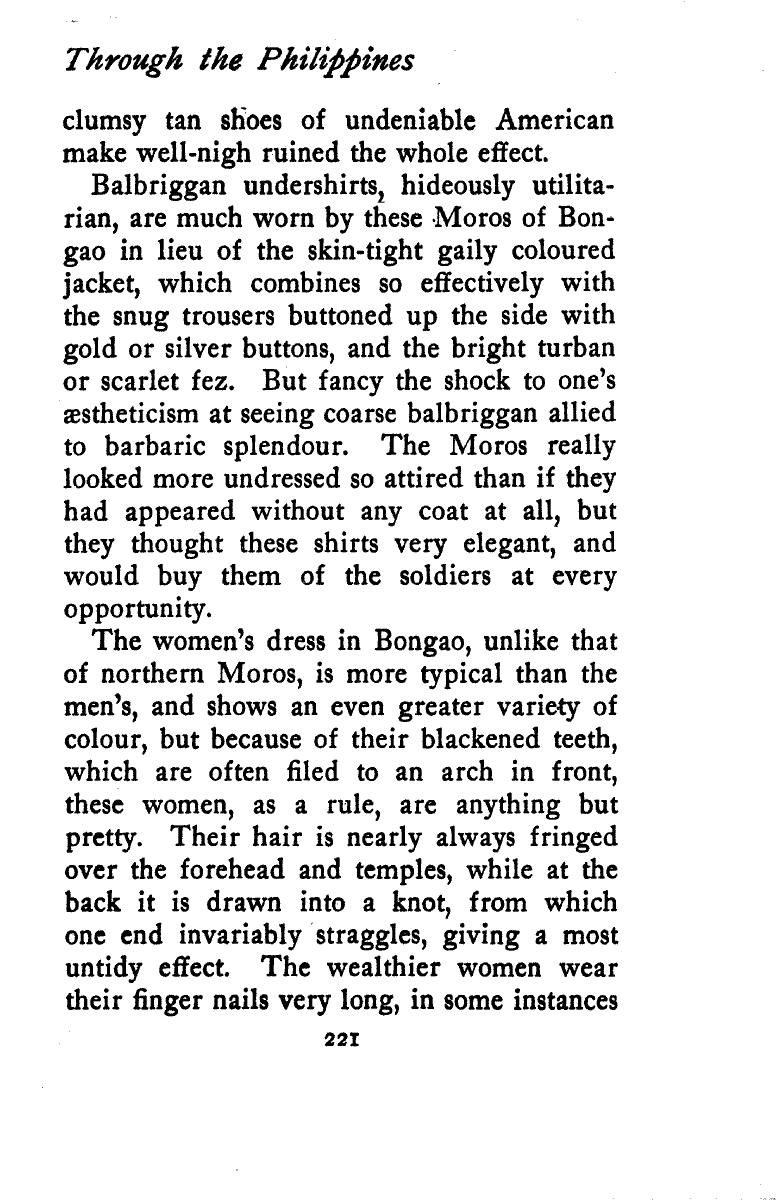 Through the Philippines
clumsy tan shoes of undeniable American
make well-nigh ruined the whole effect.
Balbriggan undershirts, hideously utilita-
rian, are much worn by these Moros of Bon-
gao in lieu of the skin-tight gaily coloured
jacket, which combines so effectively with
the snug trousers buttoned up the side with
gold or silver buttons, and the bright turban
or scarlet fez. But fancy the shock to one's
æstheticism at seeing coarse balbriggan allied
to barbaric splendour. The Moros really
looked more undressed so attired than if they
had appeared without any coat at all, but
they thought these shirts very elegant, and
would buy them of the soldiers at every
opportunity.
The women's dress in Bongao, unlike that
of northern Moros, is more typical than the
men's, and shows an even greater variety of
colour, but because of their blackened teeth,
which are often filed to an arch in front,
these women, as a rule, are anything but
pretty. Their hair is nearly always fringed
over the forehead and temples, while at the
back it is drawn into a knot, from which
one end invariably straggles, giving a most
untidy effect. The wealthier women wear
their finger nails very long, in some instances
221